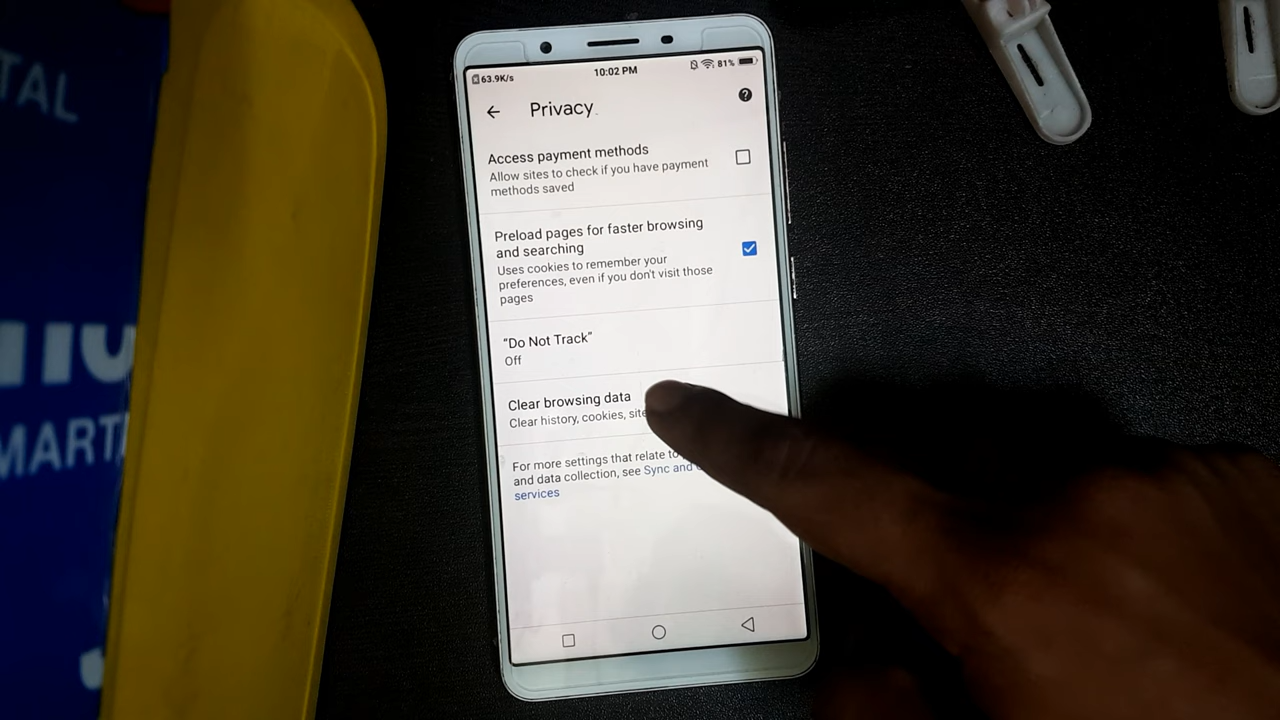 TAL
MART
63.9K/s
10:02 PM
81%
Privacy
Access payment methods
Allow sites to check if you have payment
methods saved
Preload pages for faster browsing
and searching
Uses cookies to remember your
preferences, even if you don't visit those
pages
“Do Not Track”
Off
Clear browsing data
Clear history, cookies, site
For more settings that relate to
and data collection, see Sync and
services